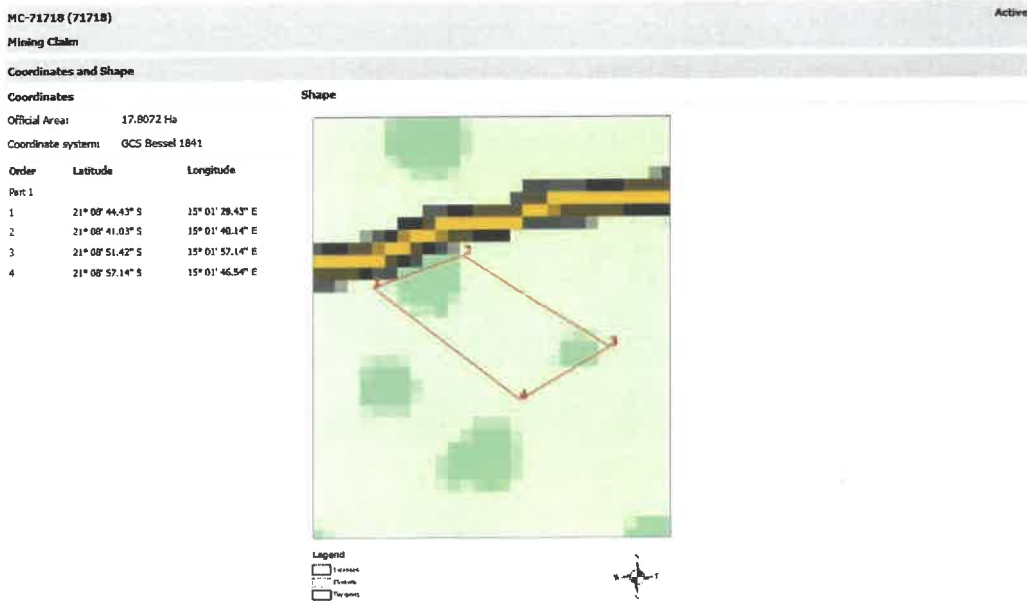 MC-71718 (71718)
Active
Mining Claim
Coordinates and Shape
Coordinates
Official Area: 17.8072 Ha
Coordinate system: GCS Bessel 1841
Order Latitude Longitude
Part 1
1 21° 08' 44.43" S 15° 01' 29.43" E
2 21° 08' 41.03" S 15° 01' 40.14" E
3 21° 08' 51.42" S 15° 01' 57.14" E
4 21° 08' 57.14" S 15° 01' 46.54" E
Shape
1
2
3
4
Legend